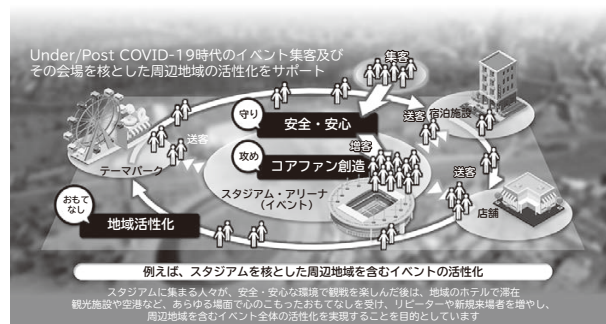 Under/Post COVID-19時代のイベント集客及び
その会場を核とした周辺地域の活性化をサポート
集客
守り
安全・安心
送客
宿泊施設
送客
テーマパーク
攻め
コアファン創造
増客
送客
スタジアム・アリーナ
（イベント）
店舗
おもて
なし
地域活性化
例えば、スタジアムを核とした周辺地域を含むイベントの活性化
スタジアムに集まる人々が、安全・安心な環境で観戦を楽しんだ後は、地域のホテルで滞在
観光施設や空港など、あらゆる場面で心のこもったおもてなしを受け、リピーターや新規来場者を増やし、
周辺地域を含むイベント全体の活性化を実現することを目的としています